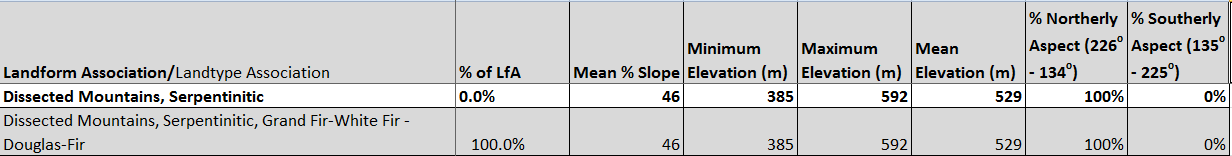 Landform Association/Landtype Association % of LfA Mean % Slope Minimum Elevation (m) Maximum Elevation (m) Mean Elevation (m) % Northerly Aspect (226° - 134°) % Southerly Aspect (135° - 225°)
Dissected Mountains, Serpentinitic 0.0% 46 385 592 529 100% 0%
Dissected Mountains, Serpentinitic, Grand Fir-White Fir -
Douglas-Fir 100.0% 46 385 592 529 100% 0%